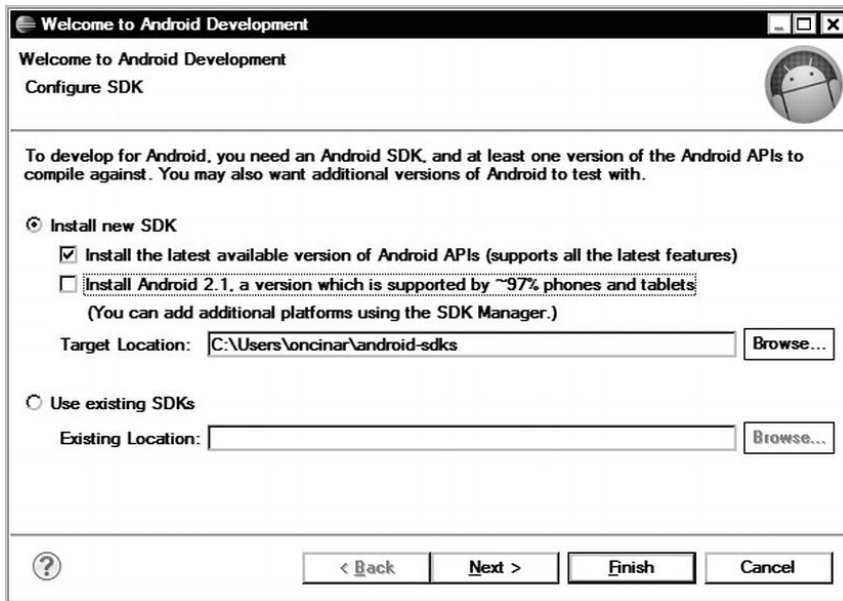 Welcome to Android Development
Welcome to Android Development
Configure SDK
To develop for Android, you need an Android SDK, and at least one version of the Android APIs to
compile against. You may also want additional versions of Android to test with.
Install new SDK
Install the latest available version of Android APIs (supports all the latest features)
Install Android 2.1, a version which is supported by ~97% phones and tablets
(You can add additional platforms using the SDK Manager.)
Target Location: C:\Users\oncinar\android-sdks Browse...
Use existing SDKs
Existing Location: Browse...
? < Back Next > Finish Cancel